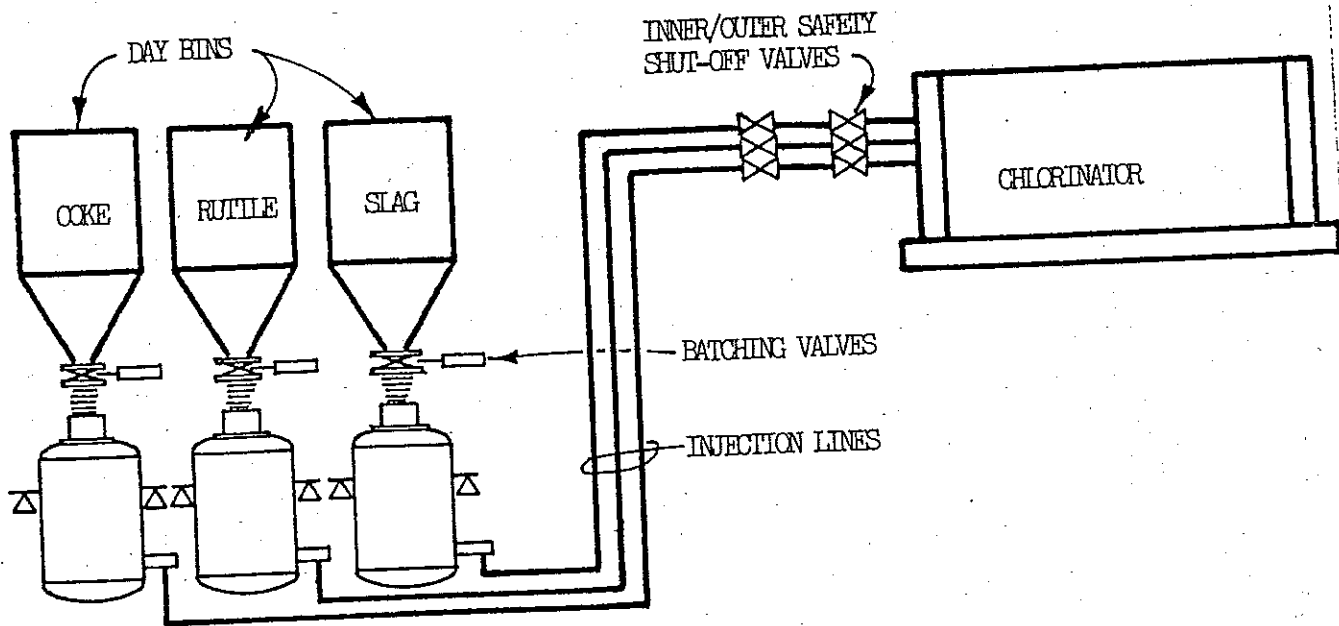 DAY BINS
INNER/OUTER SAFETY
SHUT-OFF VALVES
COKE
RUTILE
SLAG
CHLORINATOR
BATCHING VALVES
INJECTION LINES